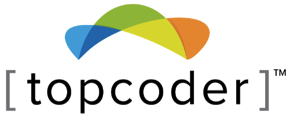 [ topcoder ]™